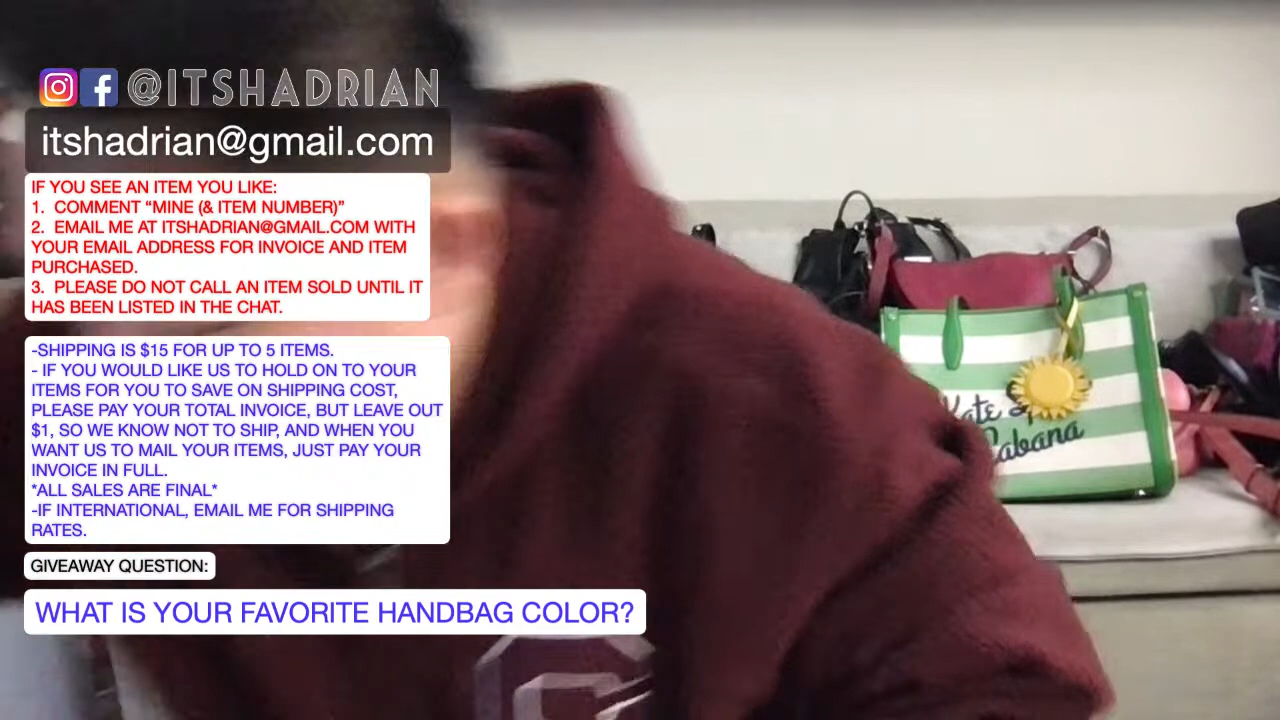 @ITSHADRIAN
itshadrian@gmail.com
IF YOU SEE AN ITEM YOU LIKE:
1. COMMENT “MINE (& ITEM NUMBER)”
2. EMAIL ME AT ITSHADRIAN@GMAIL.COM WITH
YOUR EMAIL ADDRESS FOR INVOICE AND ITEM
PURCHASED.
3. PLEASE DO NOT CALL AN ITEM SOLD UNTIL IT
HAS BEEN LISTED IN THE CHAT.
-SHIPPING IS $15 FOR UP TO 5 ITEMS.
- IF YOU WOULD LIKE US TO HOLD ON TO YOUR
ITEMS FOR YOU TO SAVE ON SHIPPING COST,
PLEASE PAY YOUR TOTAL INVOICE, BUT LEAVE OUT
$1, SO WE KNOW NOT TO SHIP, AND WHEN YOU
WANT US TO MAIL YOUR ITEMS, JUST PAY YOUR
INVOICE IN FULL.
*ALL SALES ARE FINAL*
-IF INTERNATIONAL, EMAIL ME FOR SHIPPING
RATES.
GIVEAWAY QUESTION:
WHAT IS YOUR FAVORITE HANDBAG COLOR?
Kate
Cabana